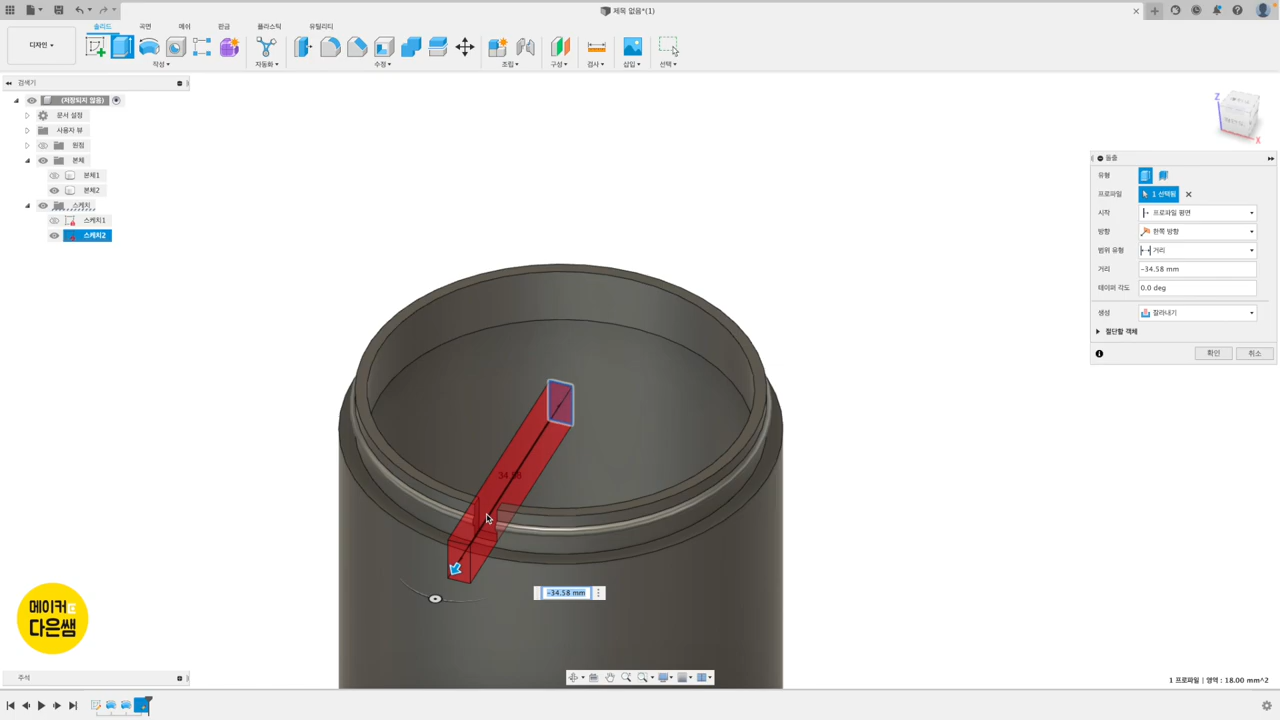 제목 없음*(1)
디자인
솔리드
곡면
메쉬
판금
플라스틱
유틸리티
작성
자동화
수정
조립
구성
검사
삽입
선택
검색기
(저장되지 않음)
문서 설정
사용자 뷰
원점
본체
본체1
본체2
스케치
스케치1
스케치2
돌출
유형
프로파일
1 선택됨
시작
프로파일 평면
방향
한쪽 방향
범위 유형
거리
거리
-34.58 mm
테이퍼 각도
0.0 deg
생성
잘라내기
절단할 객체
확인
취소
Z
X
34.58
-34.58 mm
메이커
다은쌤
주석
1 프로파일 | 영역 : 18.00 mm^2